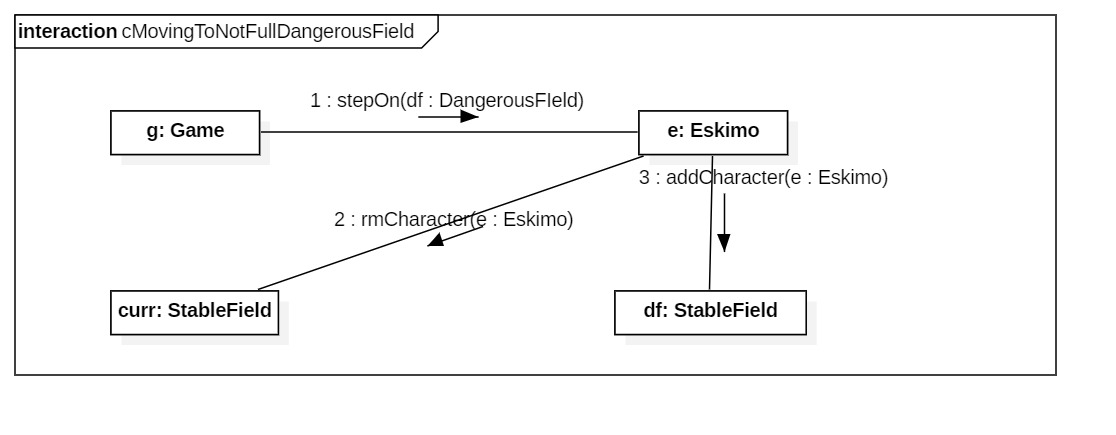 interaction cMovingToNotFullDangerousField
1 : stepOn(df : DangerousFIeld)
g: Game
e: Eskimo
3 : addCharacter(e : Eskimo)
2 : rmCharacter(e : Eskimo)
curr: StableField
df: StableField